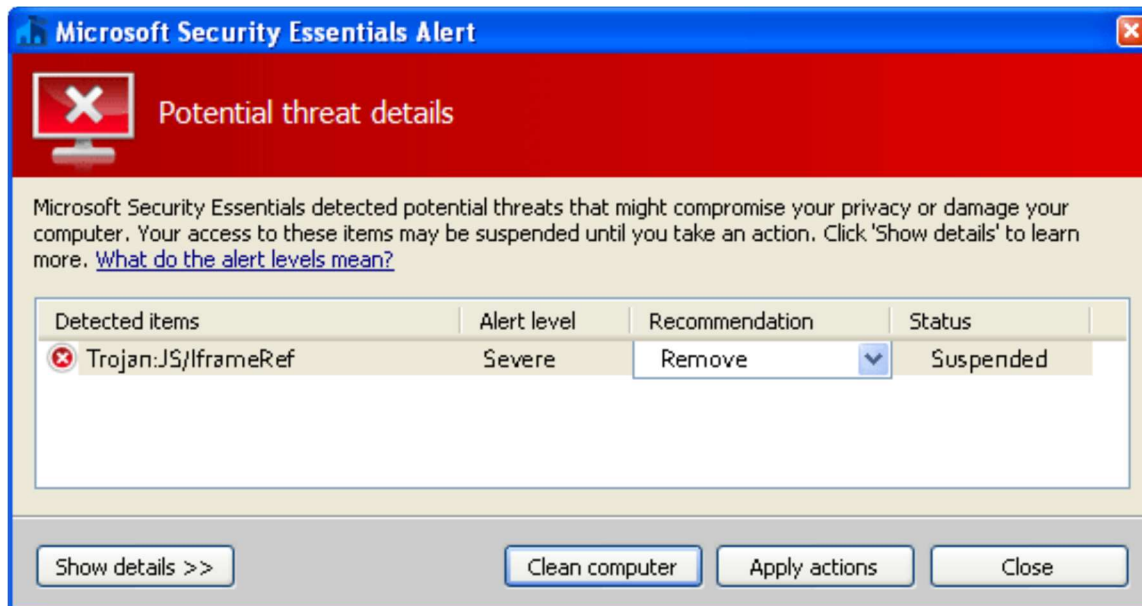 Microsoft Security Essentials Alert
Potential threat details
Microsoft Security Essentials detected potential threats that might compromise your privacy or damage your
computer. Your access to these items may be suspended until you take an action. Click 'Show details' to learn
more. What do the alert levels mean?
Detected items Alert level Recommendation Status
Trojan:JS/IframeRef Severe Remove Suspended
Show details >> Clean computer Apply actions Close